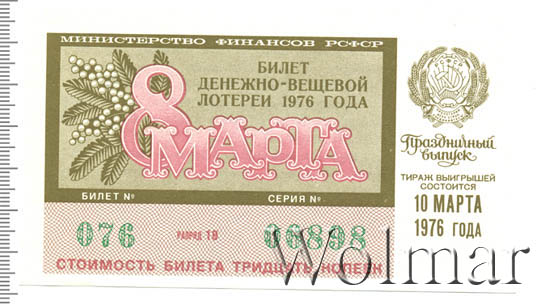 МИНИСТЕРСТВО ФИНАНСОВ РСФСР
БИЛЕТ
ДЕНЕЖНО-ВЕЩЕВОЙ
ЛОТЕРЕИ 1976 ГОДА
8 МАРТА
БИЛЕТ № СЕРИЯ №
076 РАЗРЯД 18 66898
СТОИМОСТЬ БИЛЕТА ТРИДЦАТЬ КОПЕЕК
Праздничный
выпуск
ТИРАЖ ВЫИГРЫШЕЙ
СОСТОИТСЯ
10 МАРТА
1976 ГОДА
Wolmar